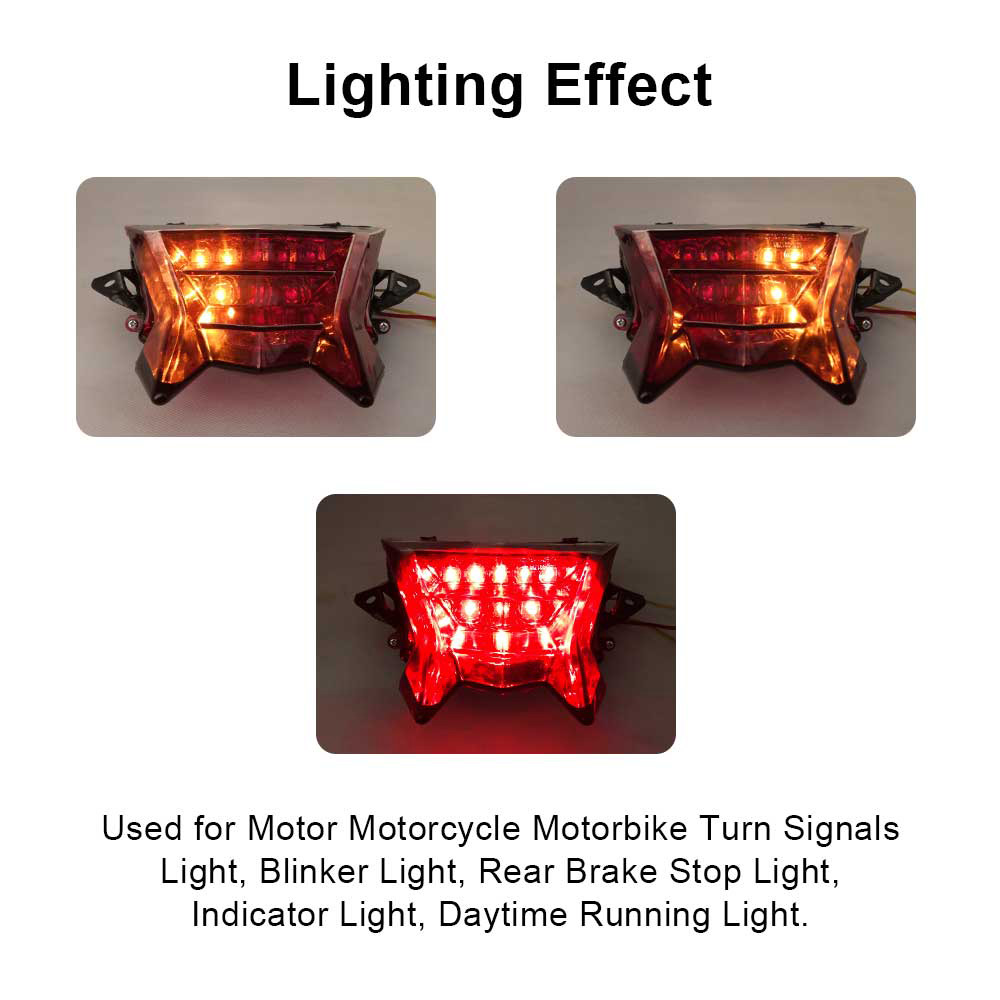 Lighting Effect
Used for Motor Motorcycle Motorbike Turn Signals
Light, Blinker Light, Rear Brake Stop Light,
Indicator Light, Daytime Running Light.